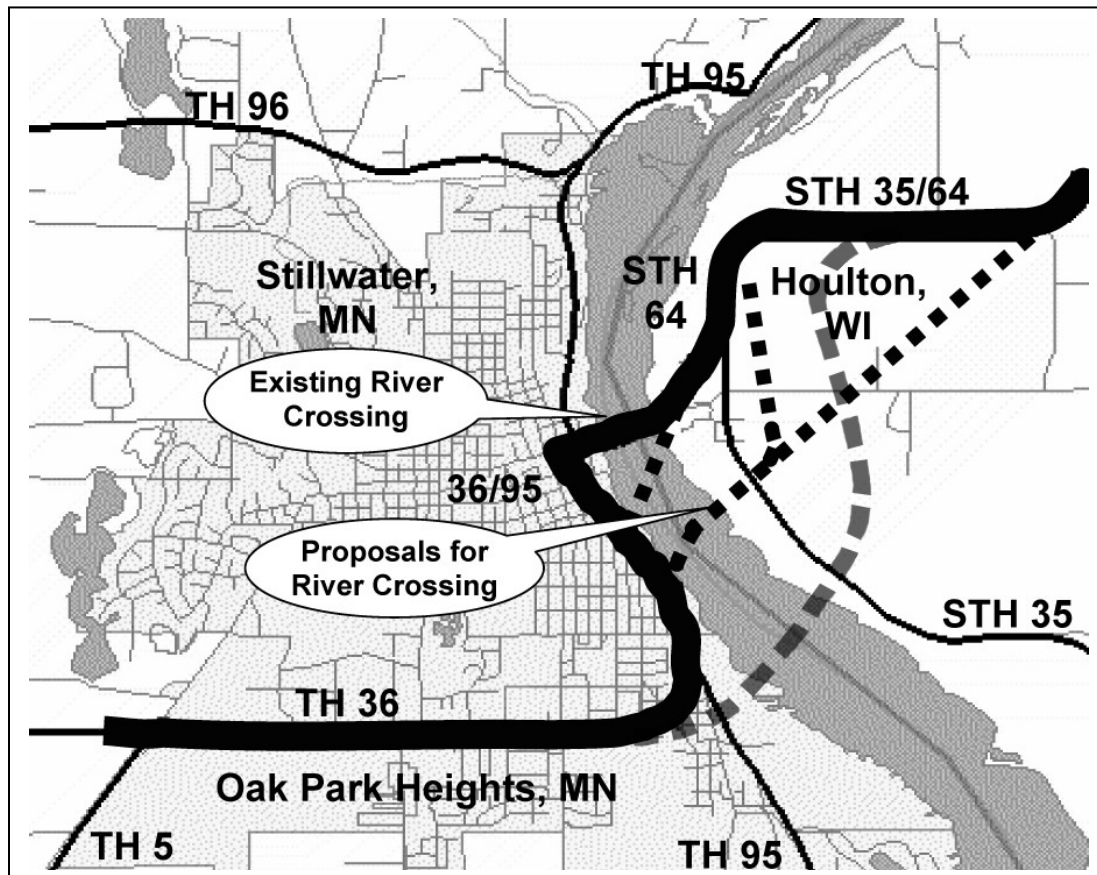 TH 95
TH 96
STH 35/64
Stillwater,
MN
STH
64
Houlton,
WI
Existing River
Crossing
36/95
Proposals for
River Crossing
STH 35
TH 36
Oak Park Heights, MN
TH 5
TH 95